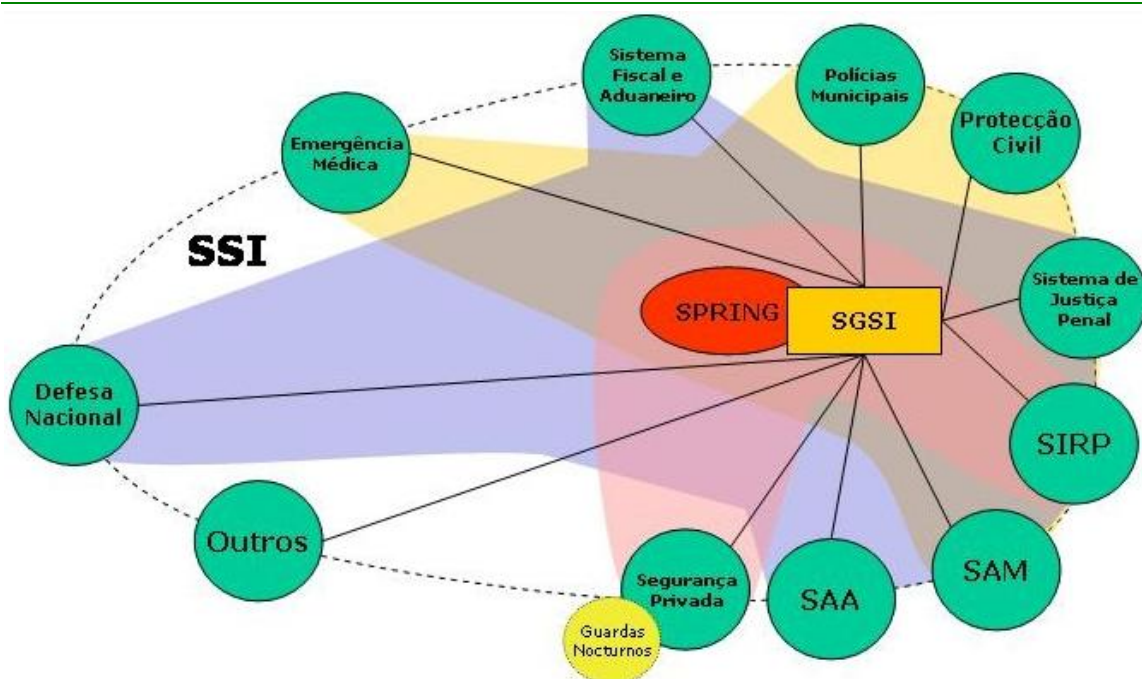 Sistema
Fiscal e
Aduaneiro
Polícias
Municipais
Emergência
Médica
Protecção
Civil
SSI
Sistema de
Justiça
Penal
SPRING
SGSI
Defesa
Nacional
SIRP
Outros
SAM
Segurança
Privada
SAA
Guardas
Nocturnos